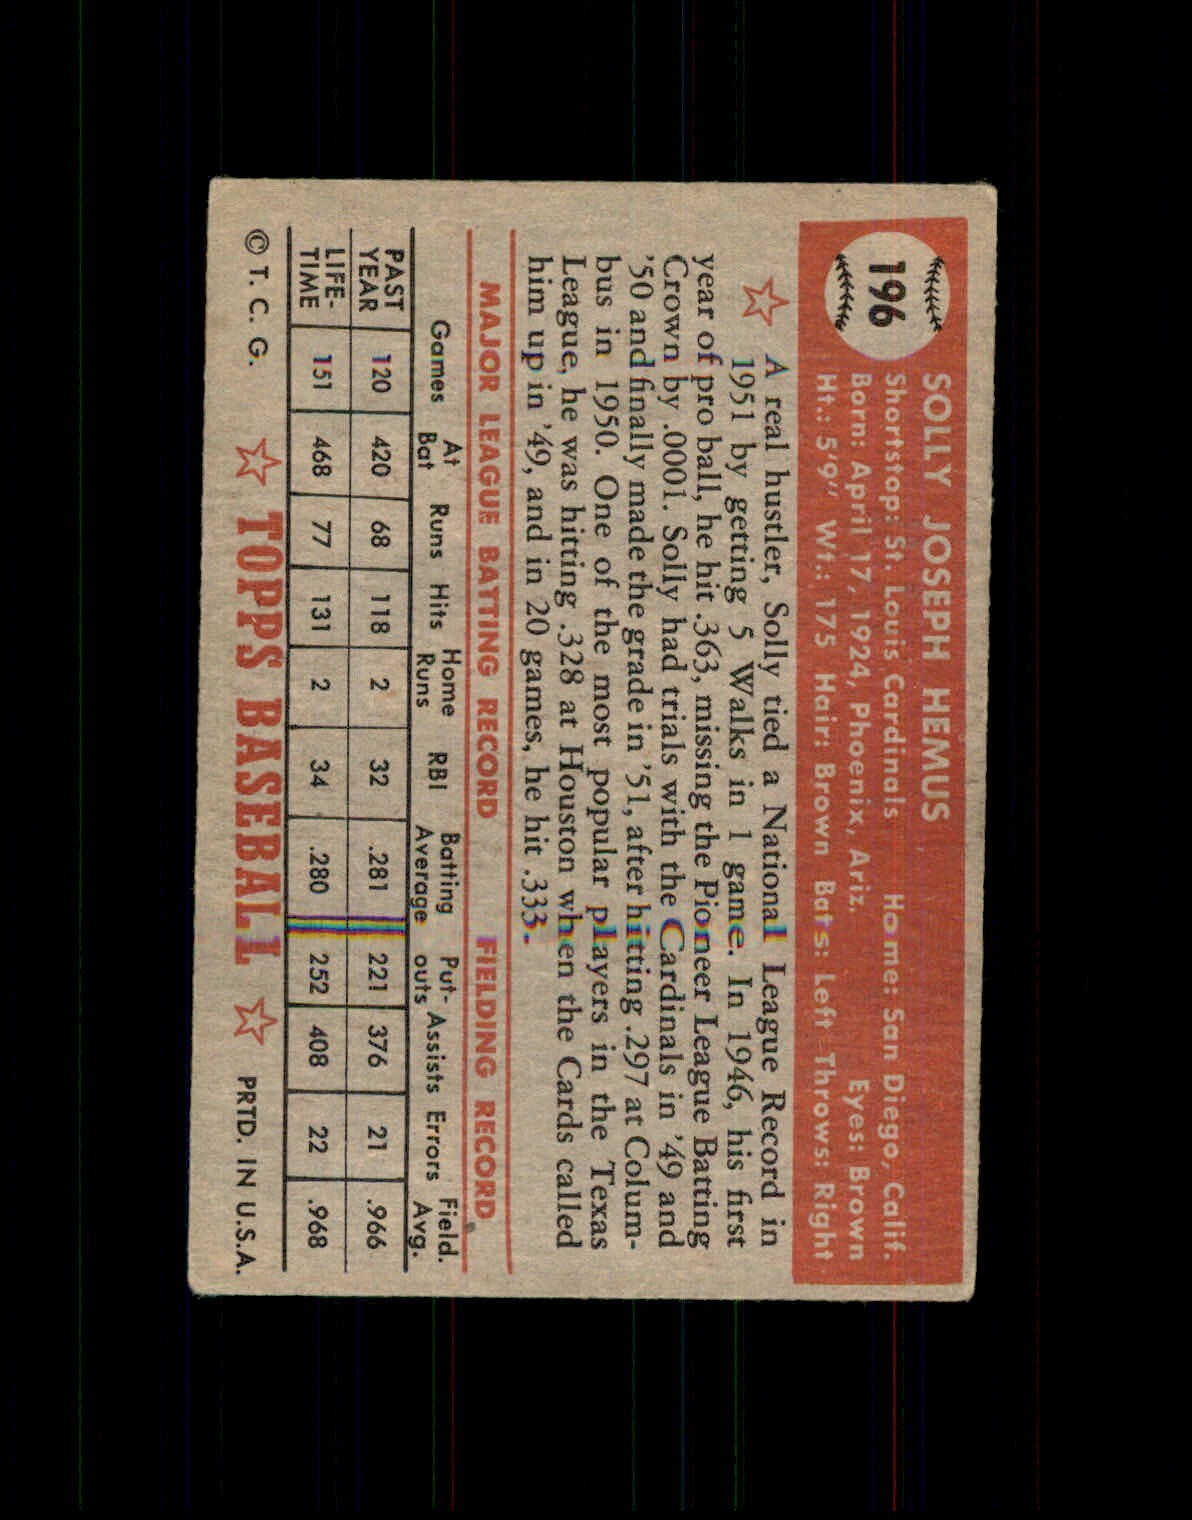 196
SOLLY JOSEPH HEMUS
Shortstop: St. Louis Cardinals Home: San Diego, Calif.
Born: April 17, 1924, Phoenix, Ariz. Eyes: Brown
Ht.: 5'9" Wt.: 175 Hair: Brown Bats: Left Throws: Right
A real hustler, Solly tied a National League Record in
1951 by getting 5 Walks in 1 game. In 1946, his first
year of pro ball, he hit .363, missing the Pioneer League Batting
Crown by .0001. Solly had trials with the Cardinals in '49 and
'50 and finally made the grade in '51, after hitting .297 at Colum-
bus in 1950. One of the most popular players in the Texas
League, he was hitting .328 at Houston when the Cards called
him up in '49, and in 20 games, he hit .333.
MAJOR LEAGUE BATTING RECORD FIELDING RECORD
Games At Bat Runs Hits Home Runs RBI Batting Average Put-outs Assists Errors Field. Avg.
PAST YEAR 120 420 68 118 2 32 .281 221 376 21 .966
LIFE-TIME 151 468 77 131 2 34 .280 252 408 22 .968
© T. C. G. TOPPS BASEBALL PRTD. IN U.S.A.